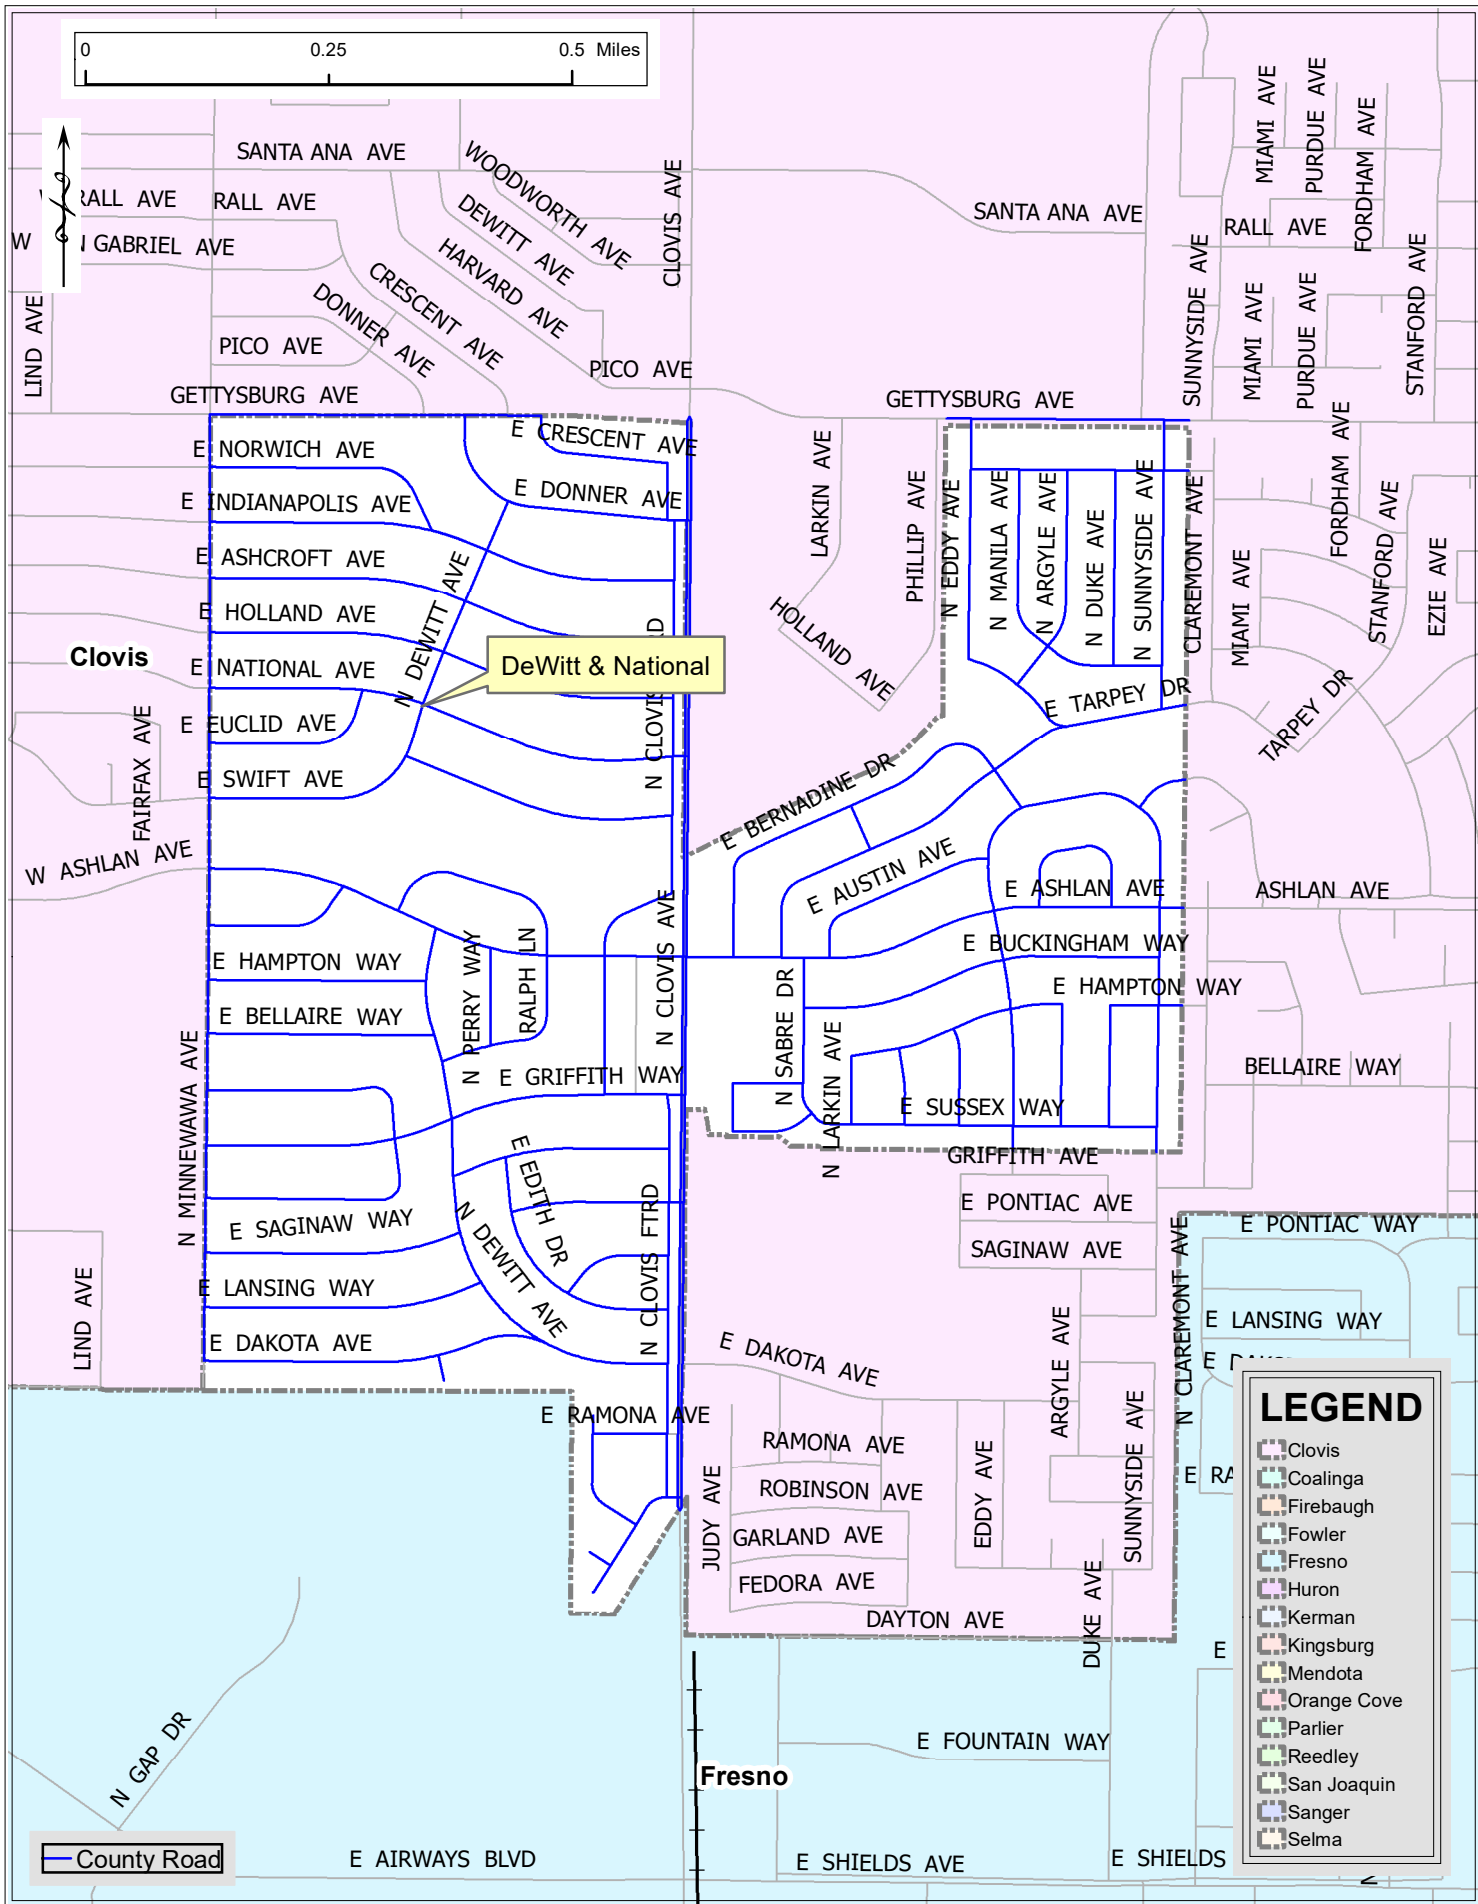 0 0.25 0.5 Miles
SANTA ANA AVE
WOODWORTH AVE
CLOVIS AVE
MIAMI AVE
PURDUE AVE
FORDHAM AVE
RALL AVE
RALL AVE
DEWITT AVE
SANTA ANA AVE
RALL AVE
W
N GABRIEL AVE
HARVARD AVE
CRESCENT AVE
DONNER AVE
SUNNYSIDE AVE
STANFORD AVE
LIND AVE
PICO AVE
PICO AVE
MIAMI AVE
PURDUE AVE
GETTYSBURG AVE
GETTYSBURG AVE
E CRESCENT AVE
E NORWICH AVE
E DONNER AVE
E INDIANAPOLIS AVE
LARKIN AVE
PHILLIP AVE
N EDDY AVE
N MANILA AVE
N ARGYLE AVE
N DUKE AVE
N SUNNYSIDE AVE
CLAREMONT AVE
FORDHAM AVE
STANFORD AVE
EZIE AVE
MIAMI AVE
E ASHCROFT AVE
N DEWITT AVE
E HOLLAND AVE
HOLLAND AVE
Clovis
E NATIONAL AVE
DeWitt & National
N CLOVIS
RD
E TARPEY DR
TARPEY DR
E EUCLID AVE
FAIRFAX AVE
E SWIFT AVE
E BERNADINE DR
W ASHLAN AVE
E AUSTIN AVE
E ASHLAN AVE
ASHLAN AVE
E HAMPTON WAY
N PERRY WAY
RALPH LN
N CLOVIS AVE
E BUCKINGHAM WAY
E HAMPTON WAY
E BELLAIRE WAY
N SABRE DR
N LARKIN AVE
BELLAIRE WAY
N MINNEWAWA AVE
E GRIFFITH WAY
E SUSSEX WAY
GRIFFITH AVE
E EDITH DR
E PONTIAC AVE
E SAGINAW WAY
N DEWITT AVE
N CLOVIS FTRD
E PONTIAC WAY
SAGINAW AVE
N CLAREMONT AVE
LIND AVE
E LANSING WAY
E LANSING WAY
E DAKOTA AVE
E DAKOTA AVE
ARGYLE AVE
E
E RAMONA AVE
RAMONA AVE
SUNNYSIDE AVE
JUDY AVE
ROBINSON AVE
EDDY AVE
E RA
GARLAND AVE
FEDORA AVE
DAYTON AVE
DUKE AVE
E
N GAP DR
E FOUNTAIN WAY
Fresno
E AIRWAYS BLVD
E SHIELDS AVE
E SHIELDS
N
County Road
LEGEND
Clovis
Coalinga
Firebaugh
Fowler
Fresno
Huron
Kerman
Kingsburg
Mendota
Orange Cove
Parlier
Reedley
San Joaquin
Sanger
Selma